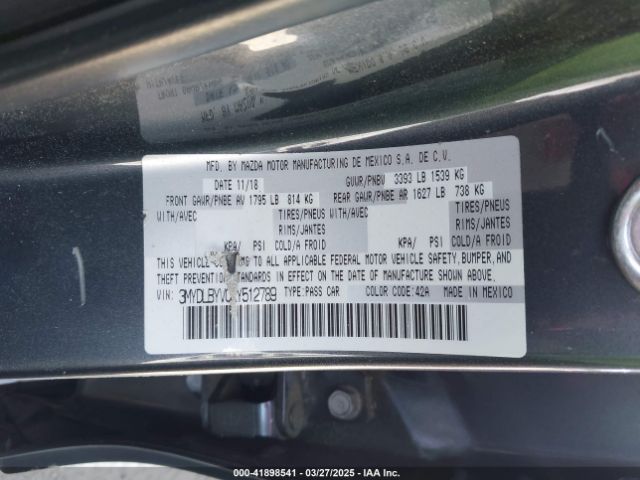 MFD. BY MAZDA MOTOR MANUFACTURING DE MEXICO S.A. DE C.V.
DATE 11/18 GVWR/PNBV 3393 LB 1539 KG
FRONT GAWR/PNBE AV 1795 LB 814 KG REAR GAWR/PNBE AR 1627 LB 738 KG
WITH/AVEC TIRES/PNEUS WITH/AVEC TIRES/PNEUS
RIMS/JANTES RIMS/JANTES
KPA/ PSI COLD/A FROID KPA/ PSI COLD/A FROID
THIS VEHICLE TO ALL APPLICABLE FEDERAL MOTOR VEHICLE SAFETY, BUMPER, AND
THEFT PREVENTION STANDARDS IN EFFECT ON THE DATE OF MANUFACTURE SHOWN ABOVE.
VIN: TYPE:PASS CAR COLOR CODE:42A MADE IN MEXICO
000-41898541 | 03/27/2025 | IAA Inc.